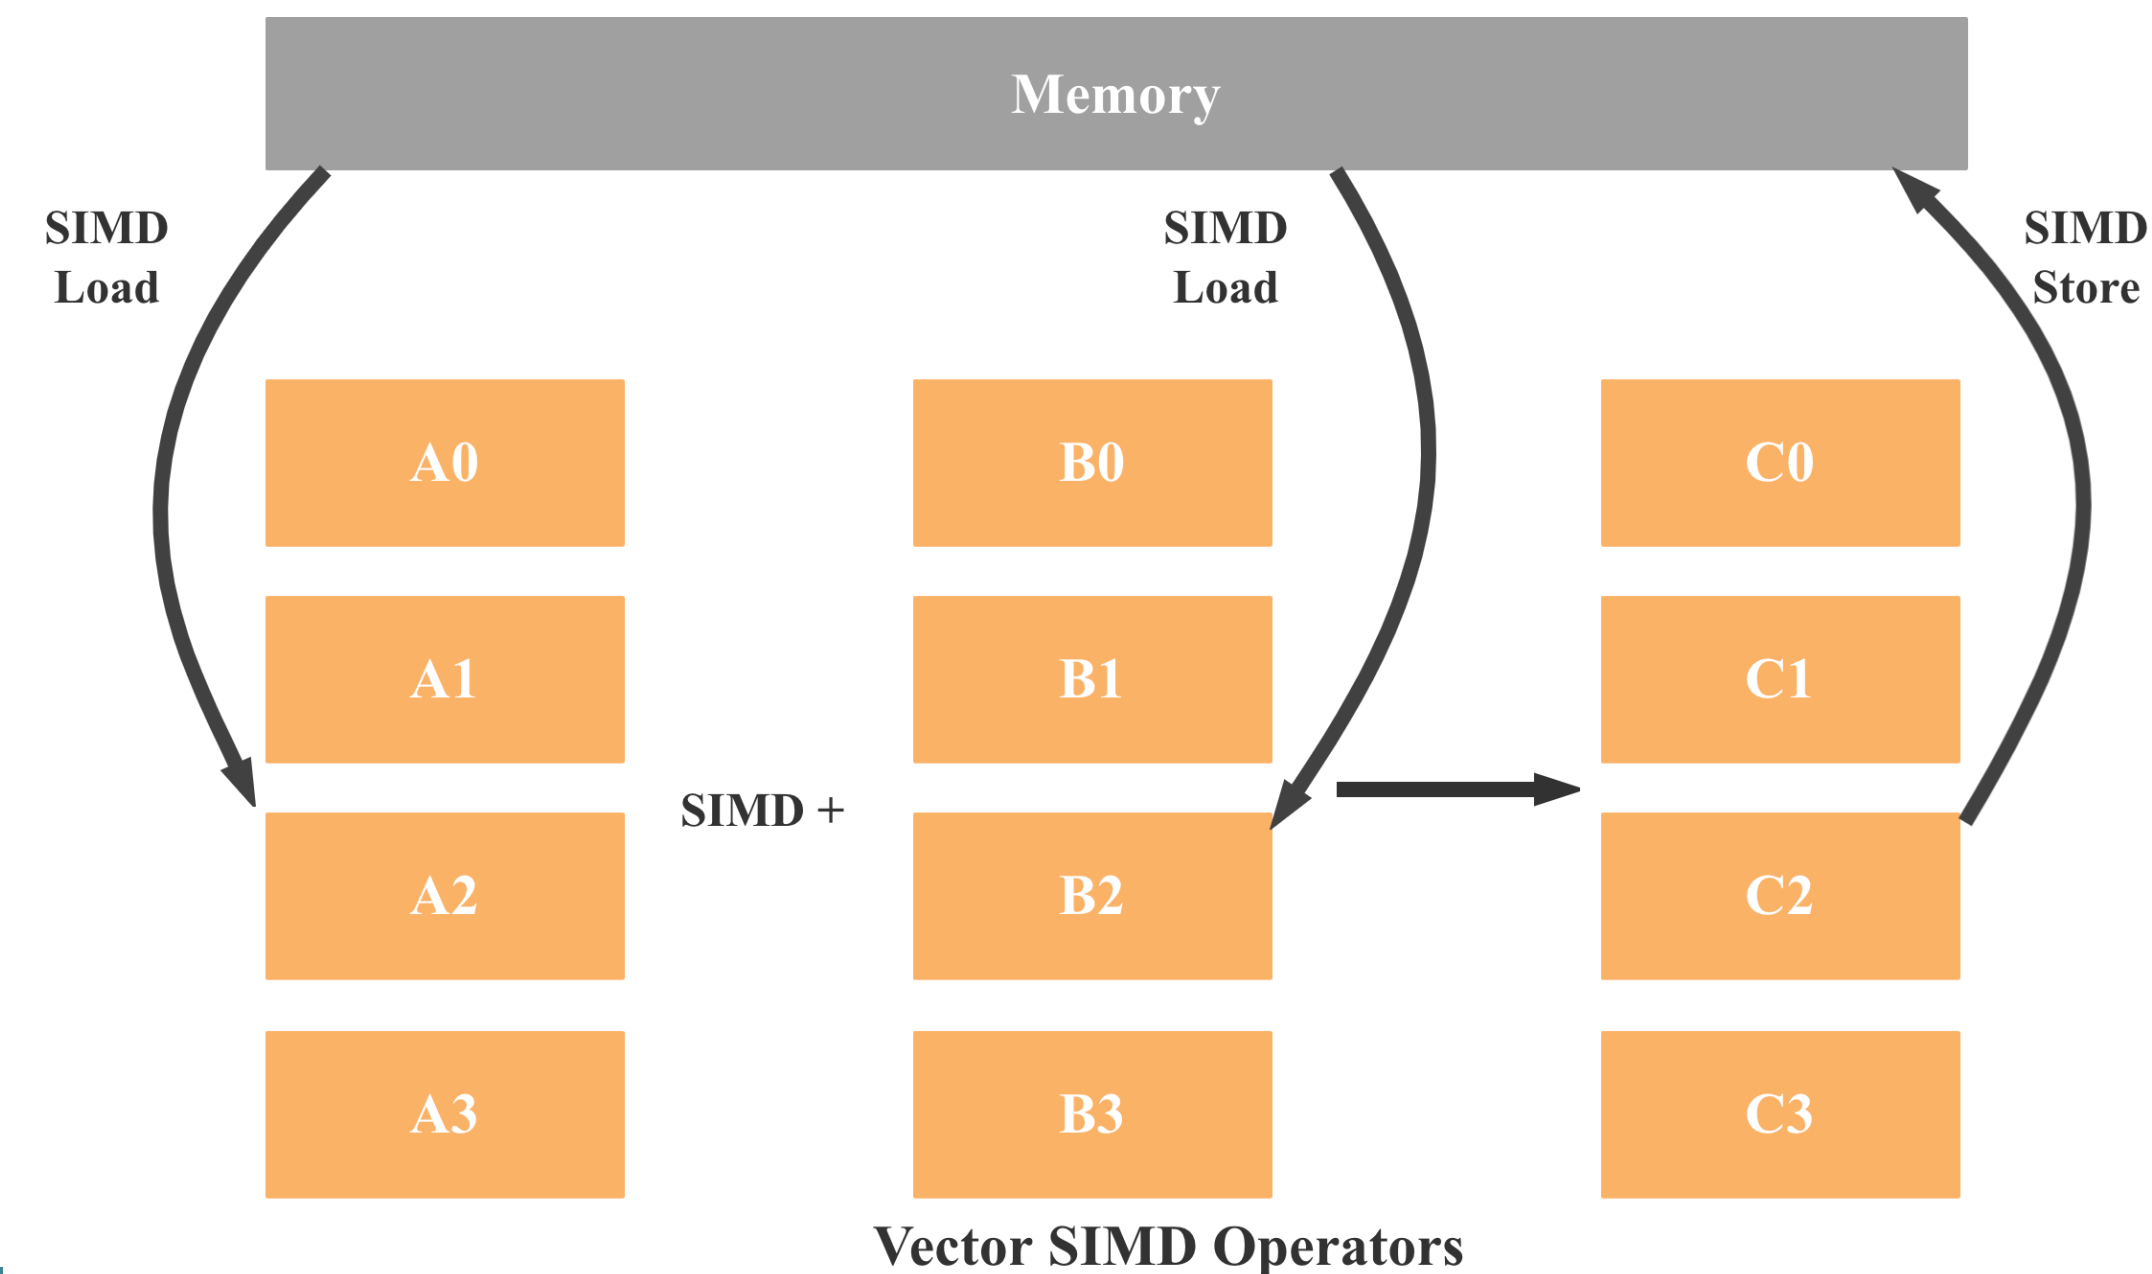 Memory
SIMD
Load
SIMD
Load
SIMD
Store
A0
B0
C0
A1
B1
C1
SIMD +
A2
B2
C2
A3
B3
C3
Vector SIMD Operators